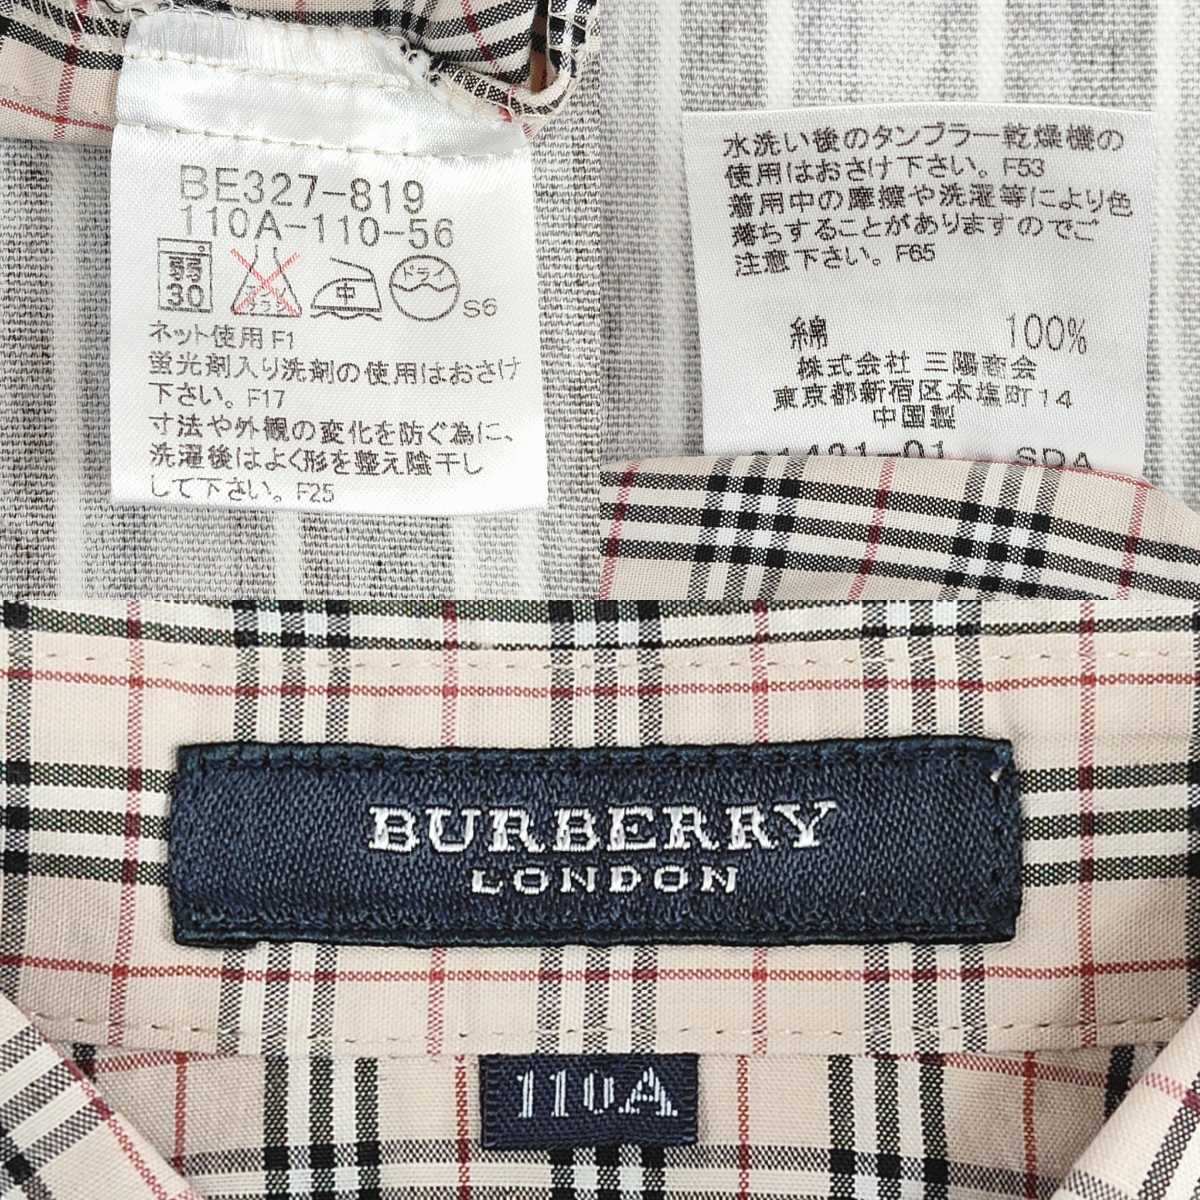 BE327-819
110A-110-56
弱
30
中
ドライ
S6
ネット使用 F1
蛍光剤入り洗剤の使用はおさけ
下さい。F17
寸法や外観の変化を防ぐ為に、
洗濯後はよく形を整え陰干し
して下さい。F25
水洗い後のタンブラー乾燥機の
使用はおさけ下さい。F53
着用中の摩擦や洗濯等により色
落ちすることがありますのでご
注意下さい。F65
綿 100%
株式会社 三陽商会
東京都新宿区本塩町14
中国製
SDA
BURBERRY
LONDON
110A